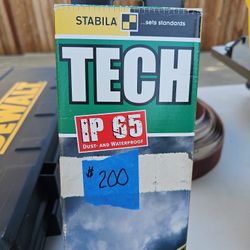 STABILA
...sets standards
TECH
IP 65
DUST- AND WATERPROOF
$200
DEWALT